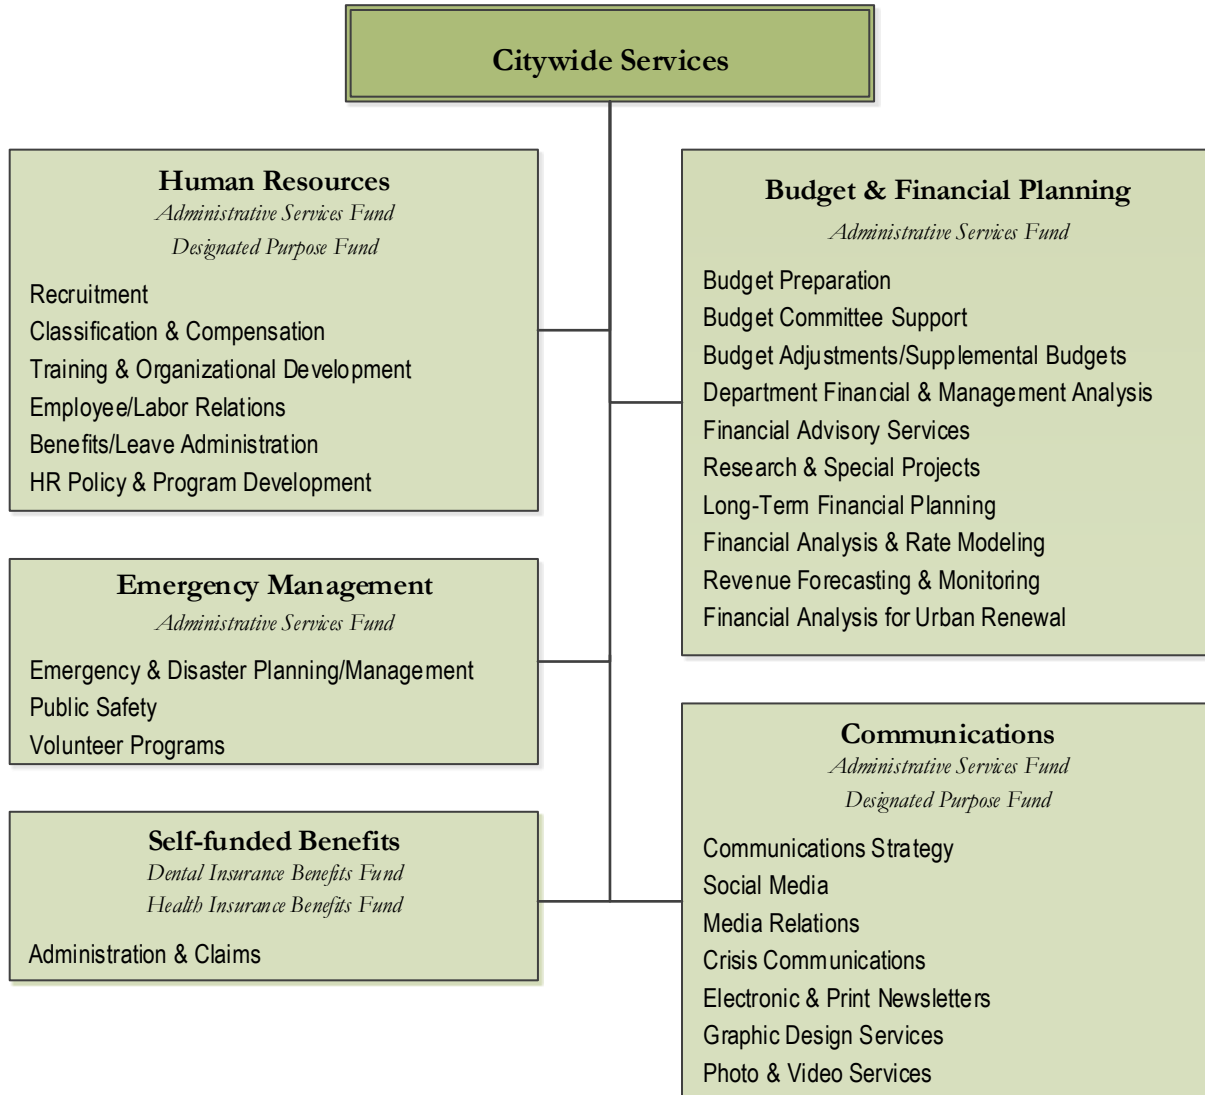 Citywide Services
Human Resources
Administrative Services Fund
Designated Purpose Fund
Recruitment
Classification & Compensation
Training & Organizational Development
Employee/Labor Relations
Benefits/Leave Administration
HR Policy & Program Development
Emergency Management
Administrative Services Fund
Emergency & Disaster Planning/Management
Public Safety
Volunteer Programs
Self-funded Benefits
Dental Insurance Benefits Fund
Health Insurance Benefits Fund
Administration & Claims
Budget & Financial Planning
Administrative Services Fund
Budget Preparation
Budget Committee Support
Budget Adjustments/Supplemental Budgets
Department Financial & Management Analysis
Financial Advisory Services
Research & Special Projects
Long-Term Financial Planning
Financial Analysis & Rate Modeling
Revenue Forecasting & Monitoring
Financial Analysis for Urban Renewal
Communications
Administrative Services Fund
Designated Purpose Fund
Communications Strategy
Social Media
Media Relations
Crisis Communications
Electronic & Print Newsletters
Graphic Design Services
Photo & Video Services